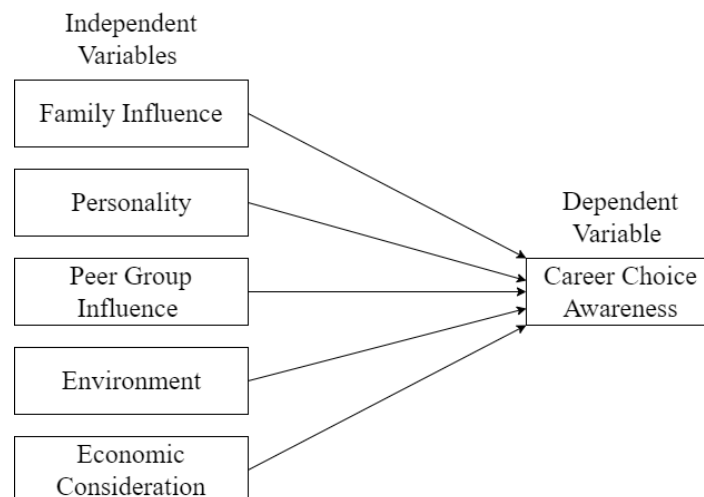 Independent
Variables
Family Influence
Personality
Peer Group
Influence
Environment
Economic
Consideration
Dependent
Variable
Career Choice
Awareness